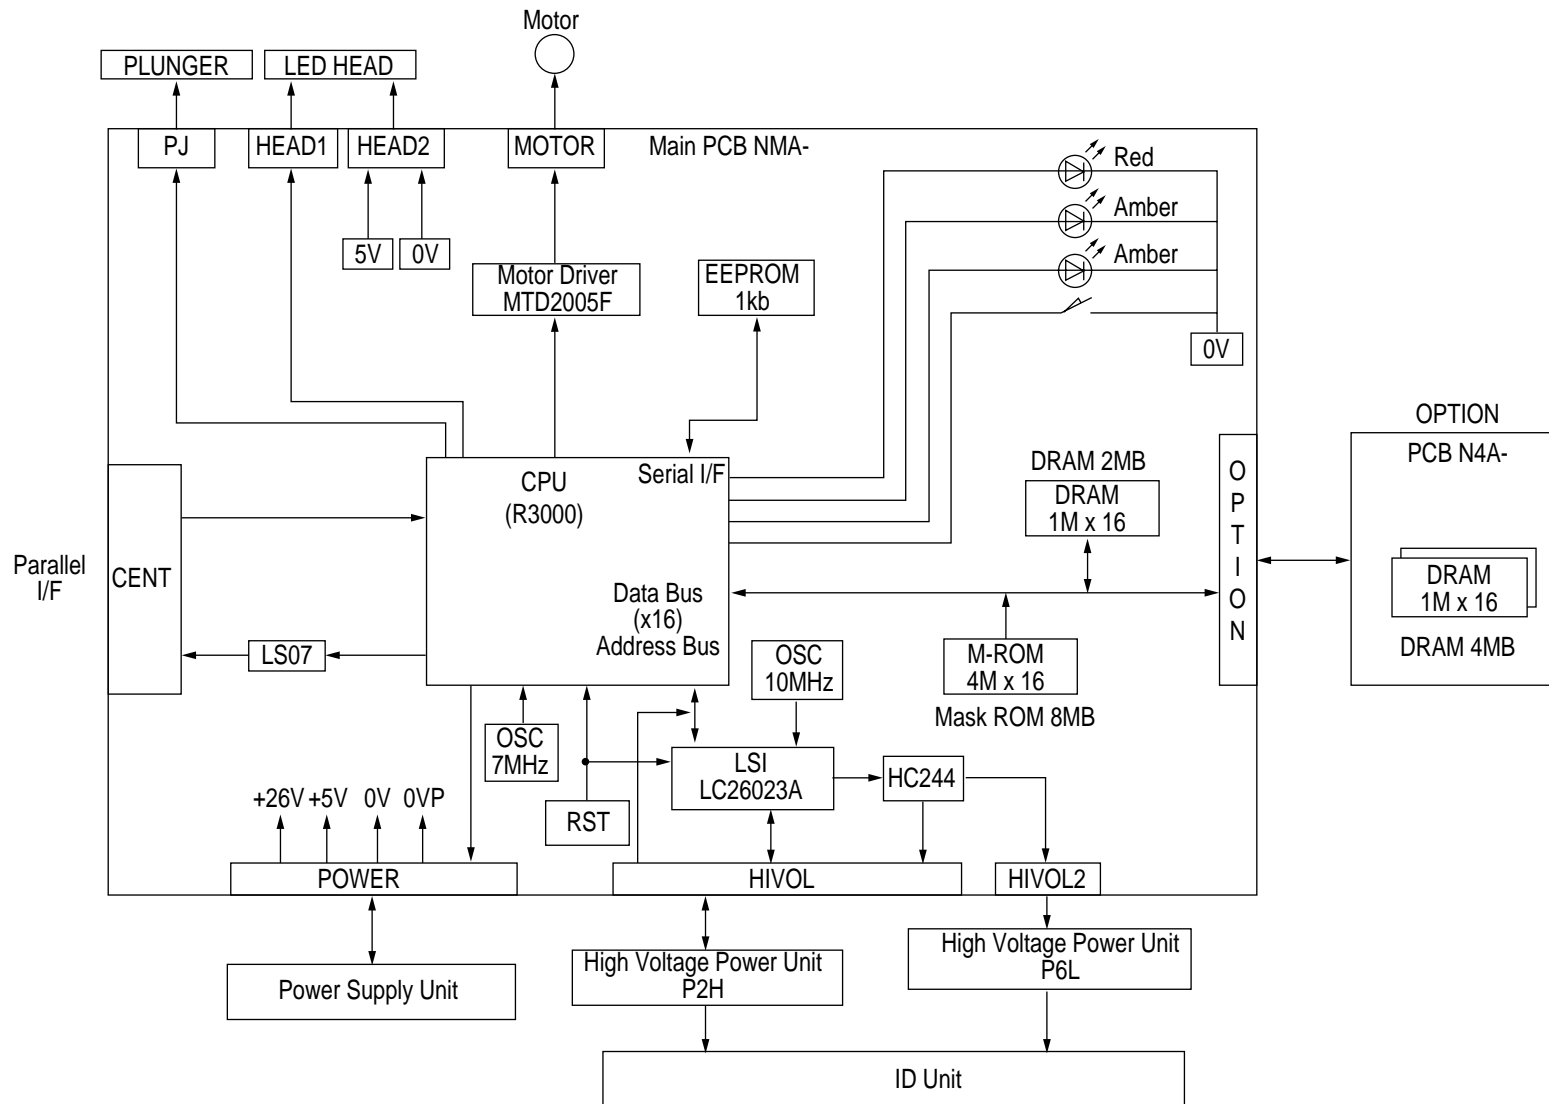 Motor
PLUNGER
LED HEAD
PJ
HEAD1
HEAD2
MOTOR
Main PCB NMA-
Red
Amber
Amber
5V
0V
Motor Driver
MTD2005F
EEPROM
1kb
0V
OPTION
PCB N4A-
CPU
(R3000)
Serial I/F
DRAM 2MB
DRAM
1M x 16
OPTION
Parallel
I/F
CENT
DRAM
1M x 16
DRAM 4MB
Data Bus
(x16)
Address Bus
LS07
OSC
10MHz
M-ROM
4M x 16
Mask ROM 8MB
OSC
7MHz
LSI
LC26023A
HC244
RST
+26V
+5V
0V
0VP
POWER
HIVOL
HIVOL2
Power Supply Unit
High Voltage Power Unit
P2H
High Voltage Power Unit
P6L
ID Unit